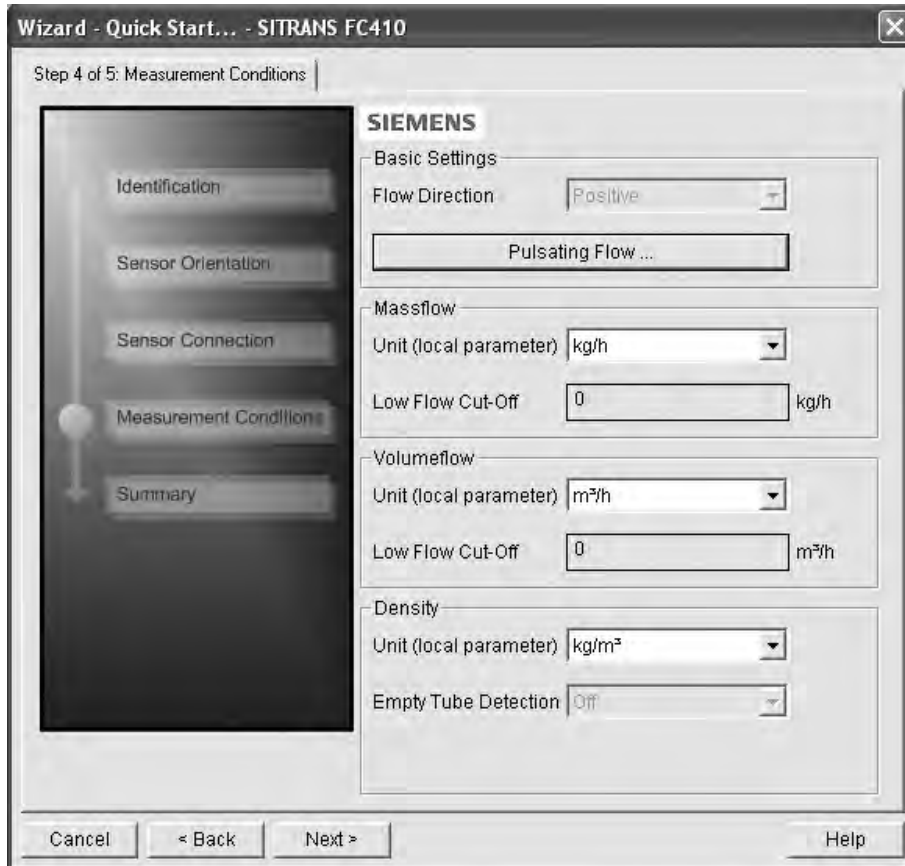 Wizard - Quick Start... - SITRANS FC410
Step 4 of 5: Measurement Conditions
Identification
Sensor Orientation
Sensor Connection
Measurement Conditions
Summary
SIEMENS
Basic Settings
Flow Direction Positive
Pulsating Flow ...
Massflow
Unit (local parameter) kg/h
Low Flow Cut-Off 0 kg/h
Volumeflow
Unit (local parameter) m³/h
Low Flow Cut-Off 0 m³/h
Density
Unit (local parameter) kg/m³
Empty Tube Detection Off
Cancel < Back Next > Help